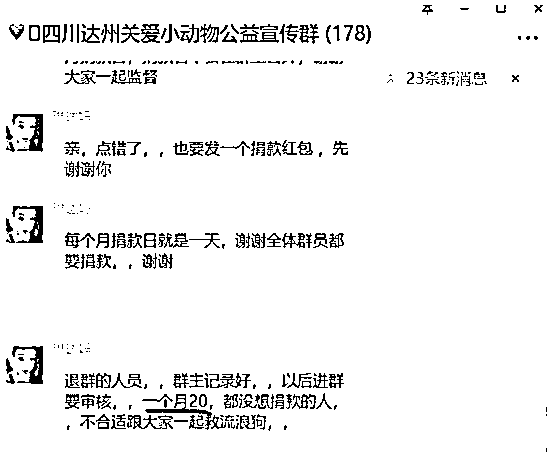 四川达州关爱小动物公益宣传群 (178)
大家一起监督
23条新消息
亲，点错了，，也要发一个捐款红包，先
谢谢你
每个月捐款日就是一天，谢谢全体群员都
要捐款，，谢谢
退群的人员，，群主记录好，，以后进群
要审核，，一个月20，都没想捐款的人，
，不合适跟大家一起救流浪狗，，